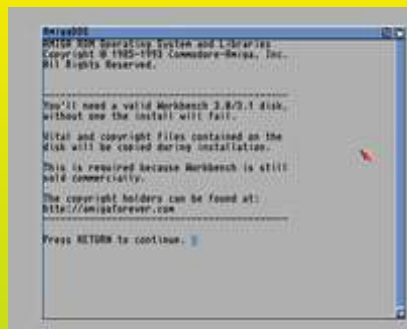 AmigaDOS
AMIGA ROM Operating System and Libraries
Copyright © 1985-1993 Commodore-Amiga, Inc.
All Rights Reserved.
You'll need a valid Workbench 3.0/3.1 disk,
without one the install will fail.
Vital and copyright files contained on the
disk will be copied during installation.
This is required because Workbench is still
sold commercially.
The copyright holders can be found at:
http://amigaforever.com
Press RETURN to continue.